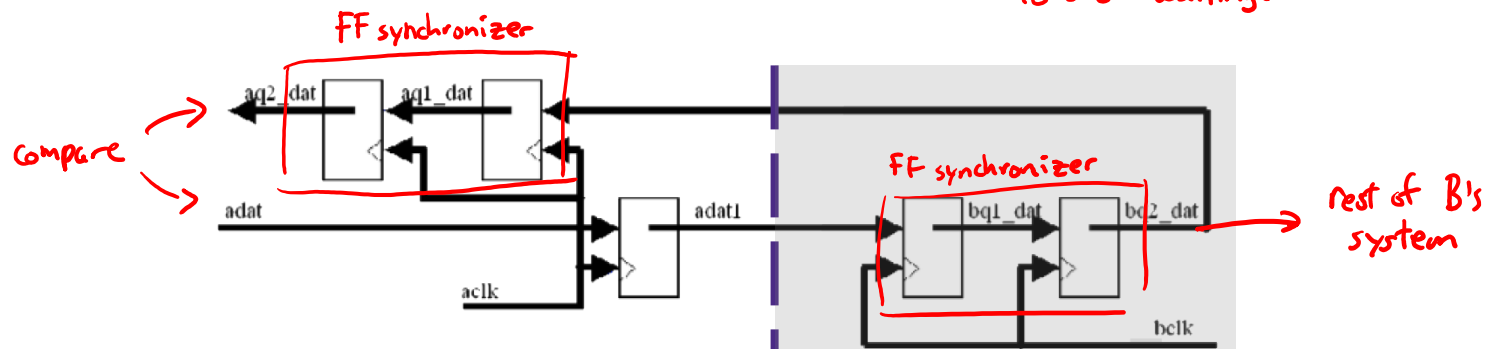 FF synchronizer
aq2_dat
aq1_dat
compare
FF synchronizer
adat
adat1
bq1_dat
bq2_dat
rest of B's
system
aclk
bclk